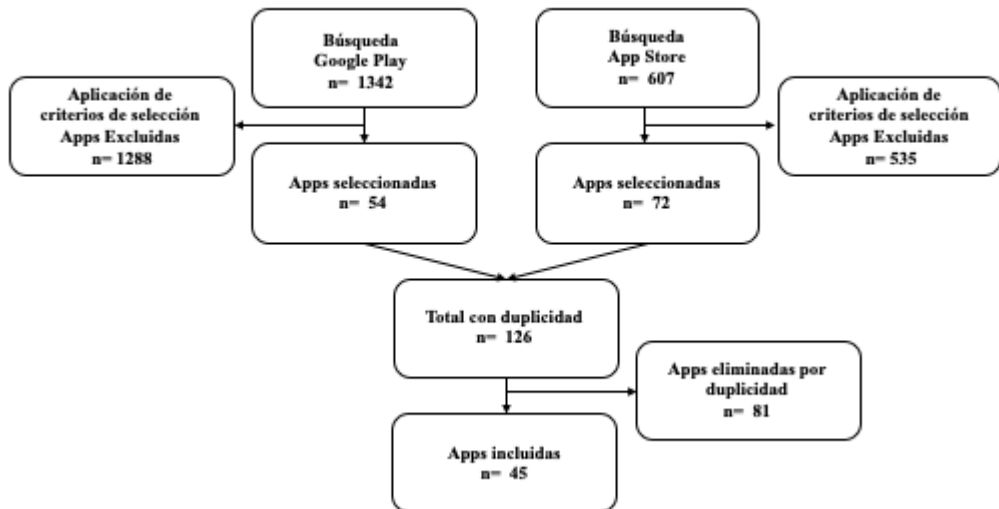 Búsqueda
Google Play
n= 1342
Búsqueda
App Store
n= 607
Aplicación de
criterios de selección
Apps Excluidas
n= 1288
Aplicación de
criterios de selección
Apps Excluidas
n= 535
Apps seleccionadas
n= 54
Apps seleccionadas
n= 72
Total con duplicidad
n= 126
Apps eliminadas por
duplicidad
n= 81
Apps incluidas
n= 45